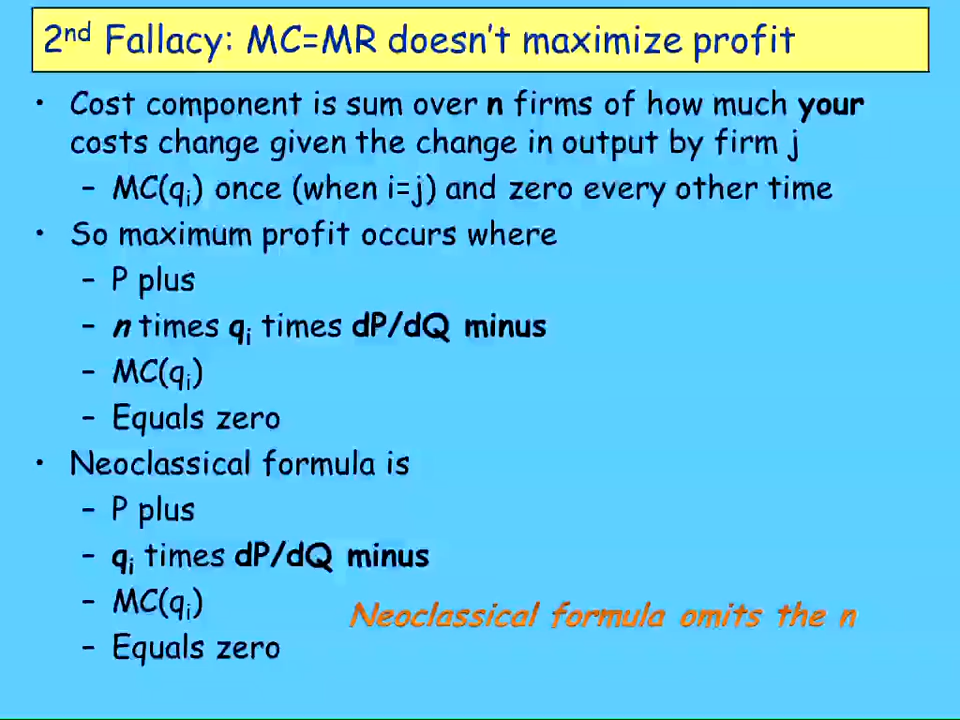 2nd Fallacy: MC=MR doesn't maximize profit
• Cost component is sum over n firms of how much your
costs change given the change in output by firm j
– MC(qi) once (when i=j) and zero every other time
• So maximum profit occurs where
– P plus
– n times qi times dP/dQ minus
– MC(qi)
– Equals zero
• Neoclassical formula is
– P plus
– qi times dP/dQ minus
– MC(qi)
Neoclassical formula omits the n
– Equals zero